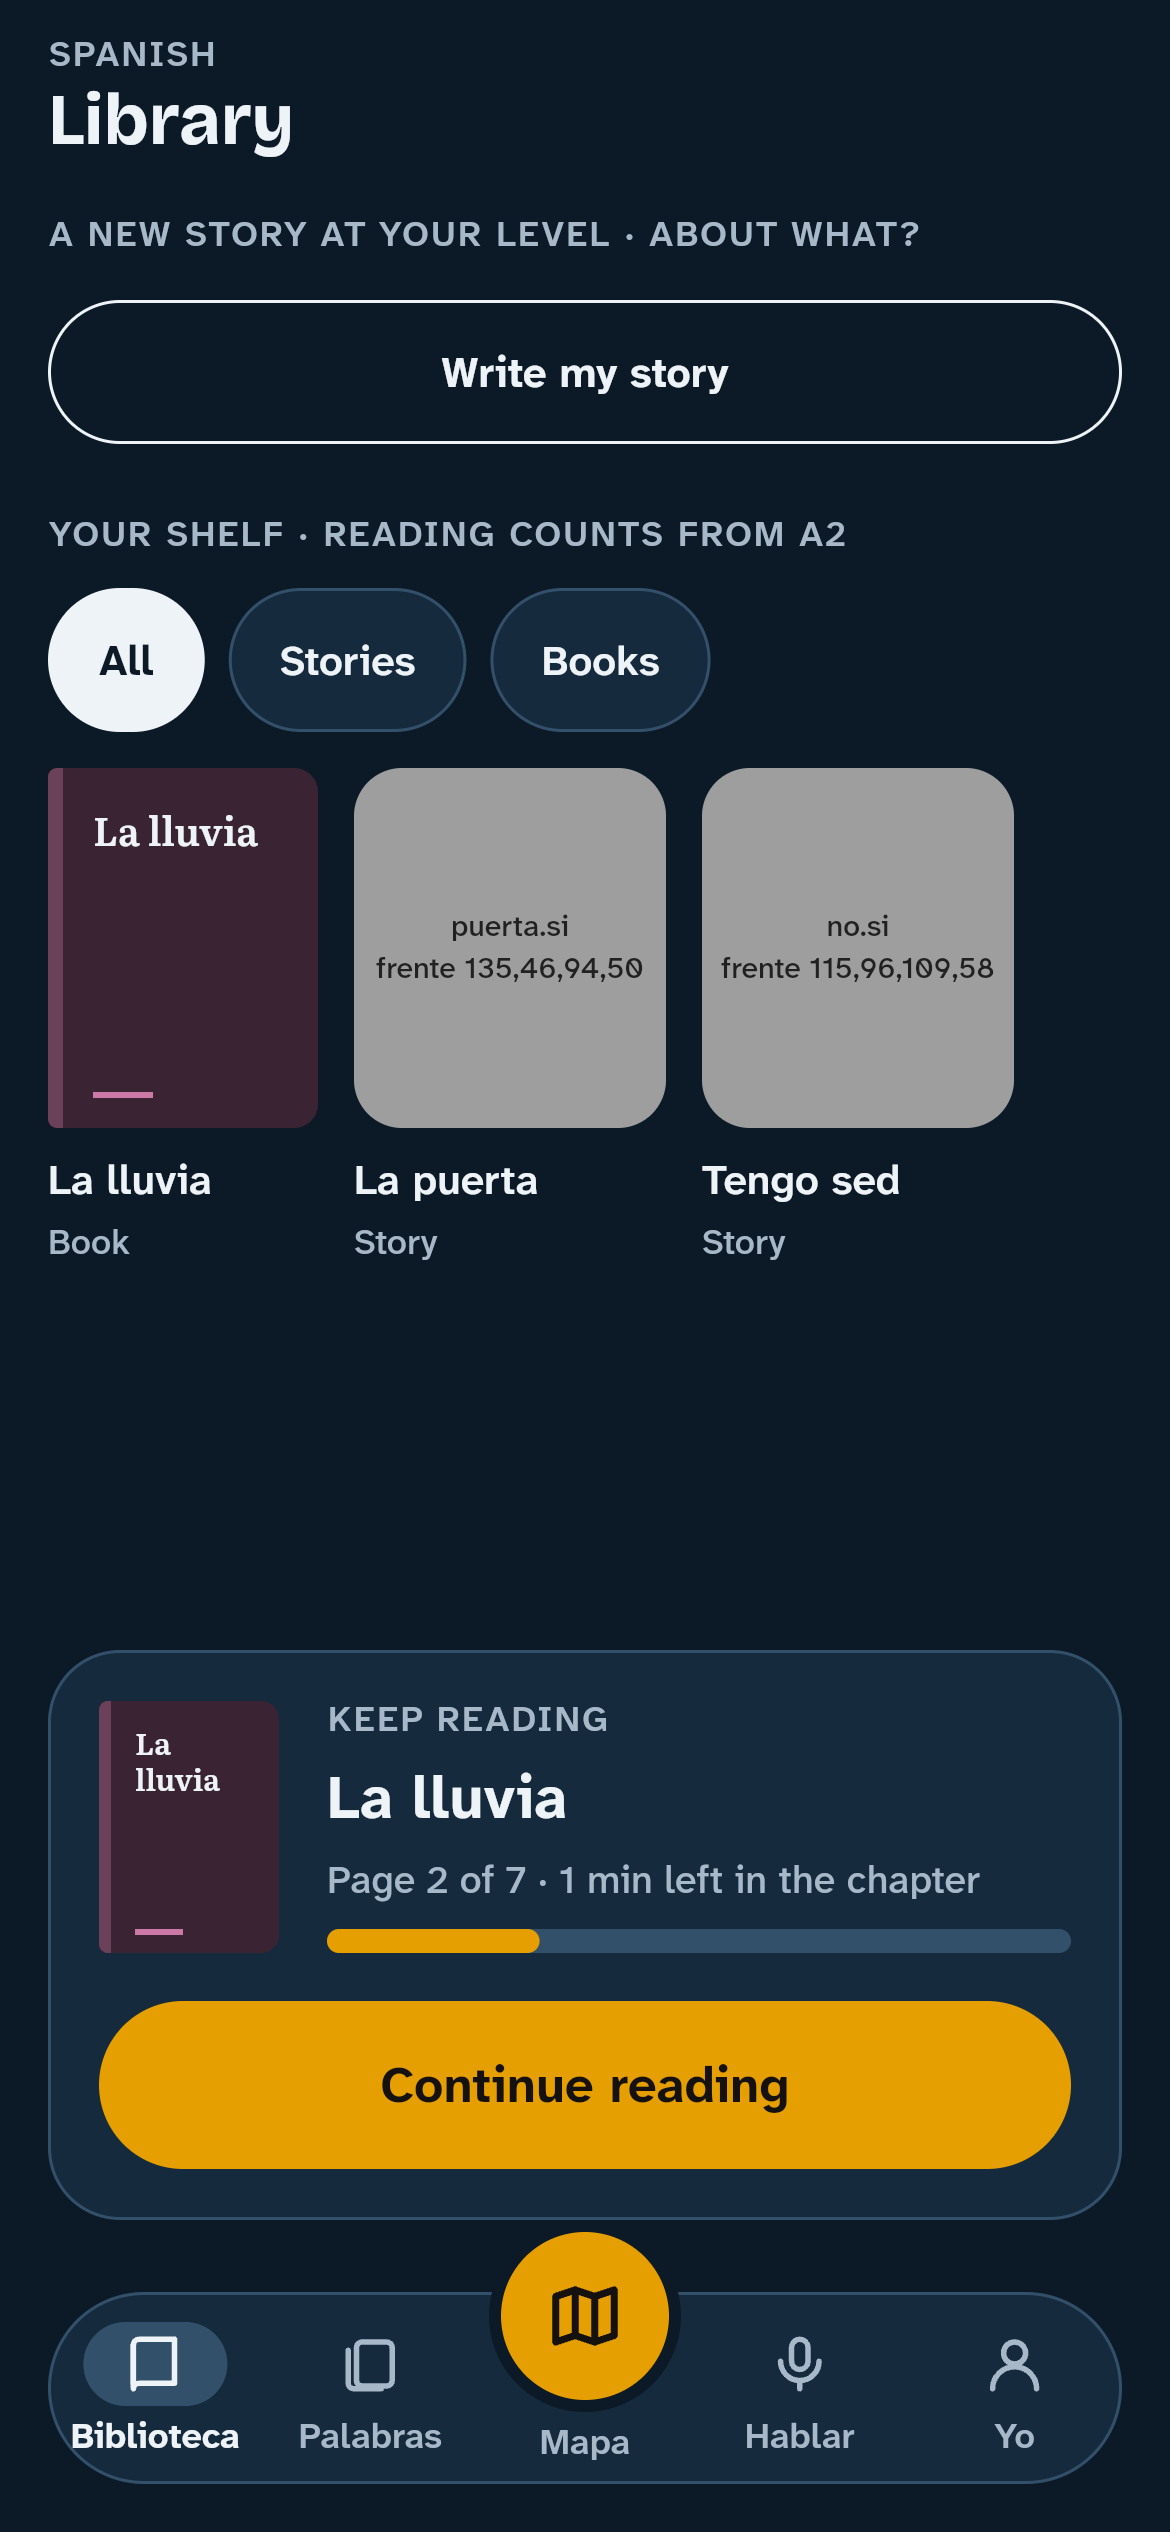 SPANISH
Library
A NEW STORY AT YOUR LEVEL · ABOUT WHAT?
Write my story
YOUR SHELF · READING COUNTS FROM A2
All Stories Books
La lluvia
puerta.si
frente 135,46,94,50
no.si
frente 115,96,109,58
La lluvia
Book
La puerta
Story
Tengo sed
Story
La
lluvia
KEEP READING
La lluvia
Page 2 of 7 · 1 min left in the chapter
Continue reading
Biblioteca Palabras Mapa Hablar Yo